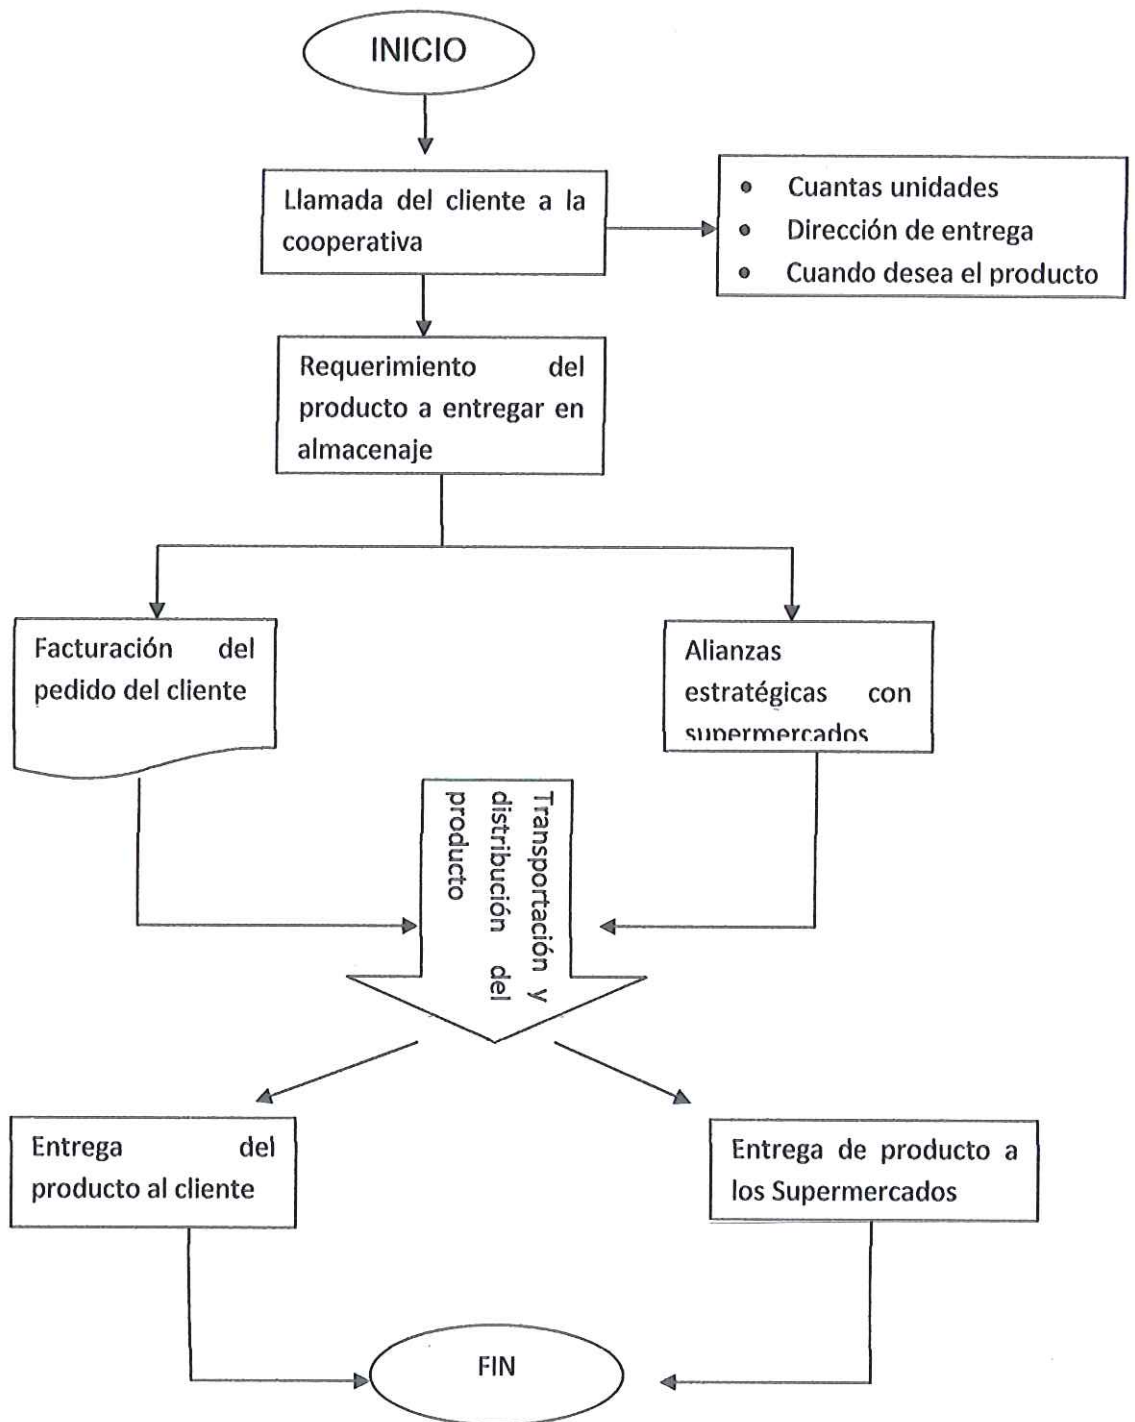 INICIO
Llamada del cliente a la
cooperativa
• Cuantas unidades
• Dirección de entrega
• Cuando desea el producto
Requerimiento del
producto a entregar en
almacenaje
Facturación del
pedido del cliente
Alianzas
estratégicas con
supermercados
Transportación y
distribución del
producto
Entrega del
producto al cliente
Entrega de producto a
los Supermercados
FIN